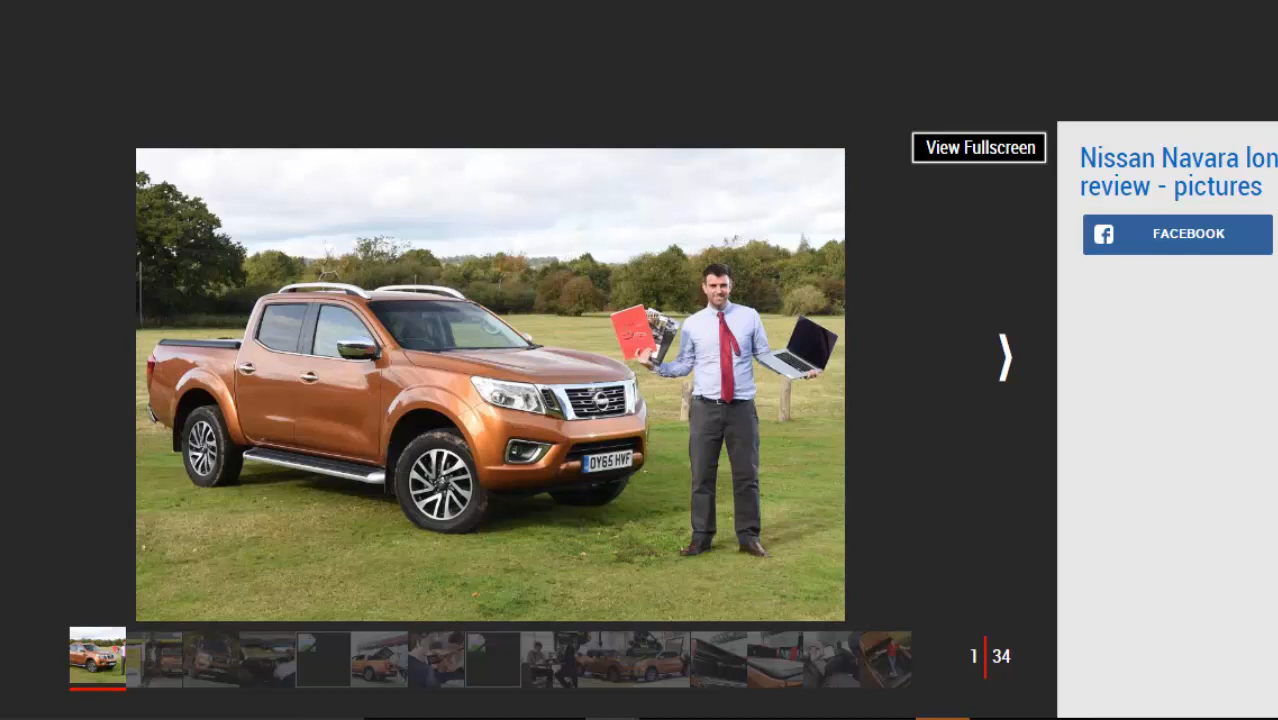 View Fullscreen
Nissan Navara lon
review - pictures
FACEBOOK
OY65 HVF
1
34